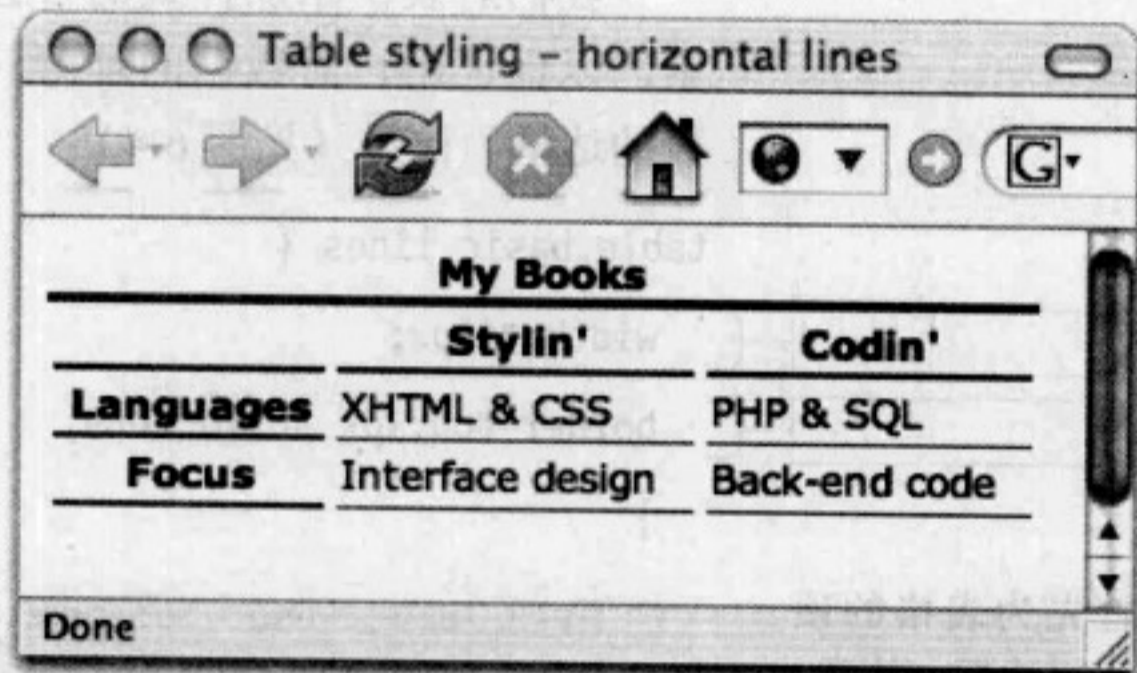 Table styling – horizontal lines
G
My Books
Stylin' Codin'
Languages XHTML & CSS PHP & SQL
Focus Interface design Back-end code
Done